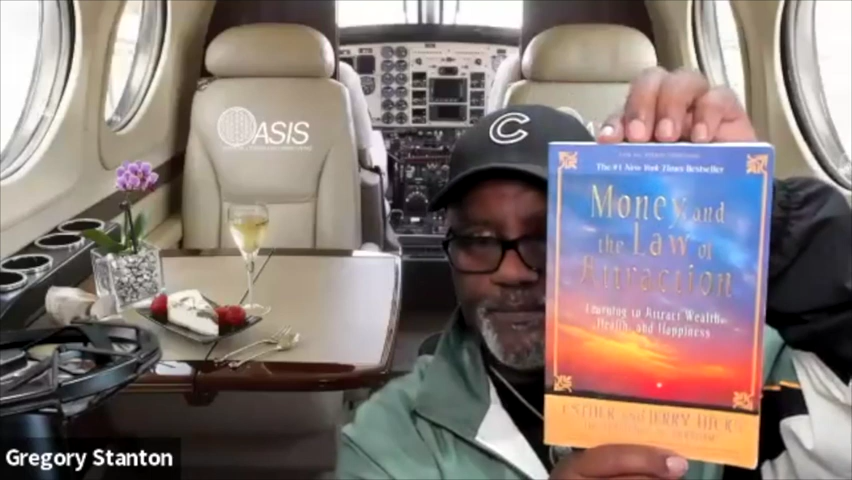 OASIS
C
The #1 New York Times Bestseller
Money and
the Law of
Attraction
Learning to Attract Wealth,
Health, and Happiness
ESTHER AND JERRY HICKS
Gregory Stanton